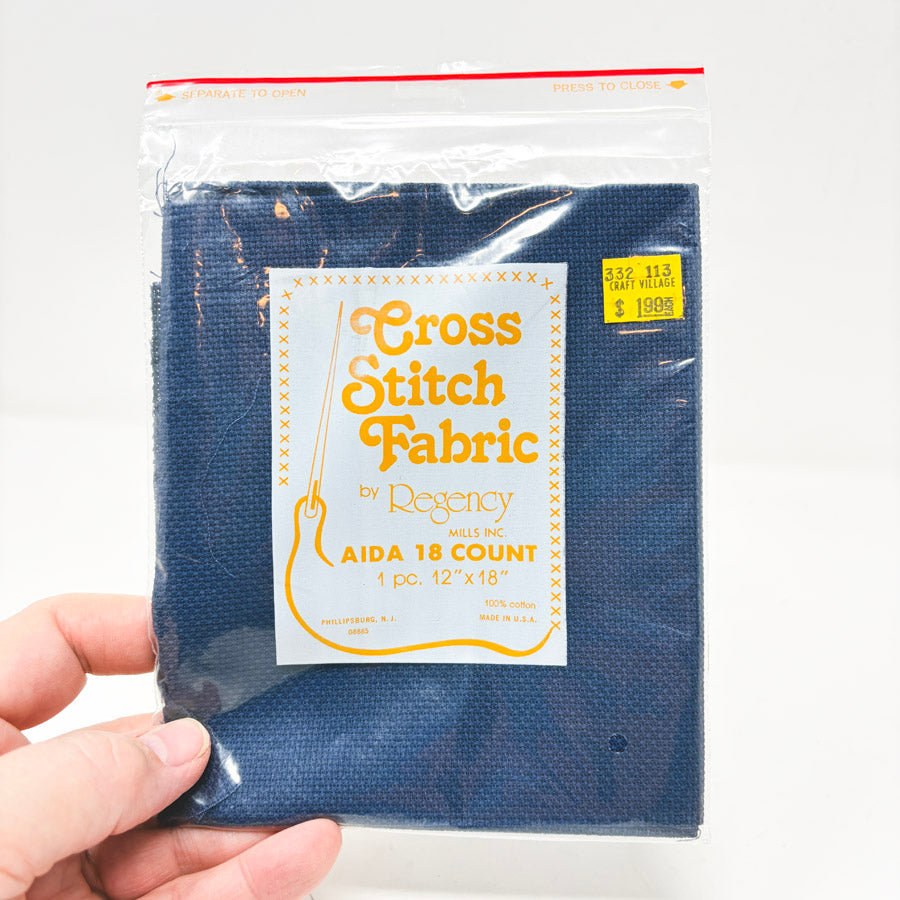 SEPARATE TO OPEN
PRESS TO CLOSE
332 113
CRAFT VILLAGE
$ 1.99
Cross
Stitch
Fabric
by Regency
MILLS INC.
AIDA 18 COUNT
1 pc. 12" x 18"
100% cotton
PHILLIPSBURG, N. J.
MADE IN U.S.A.
08865